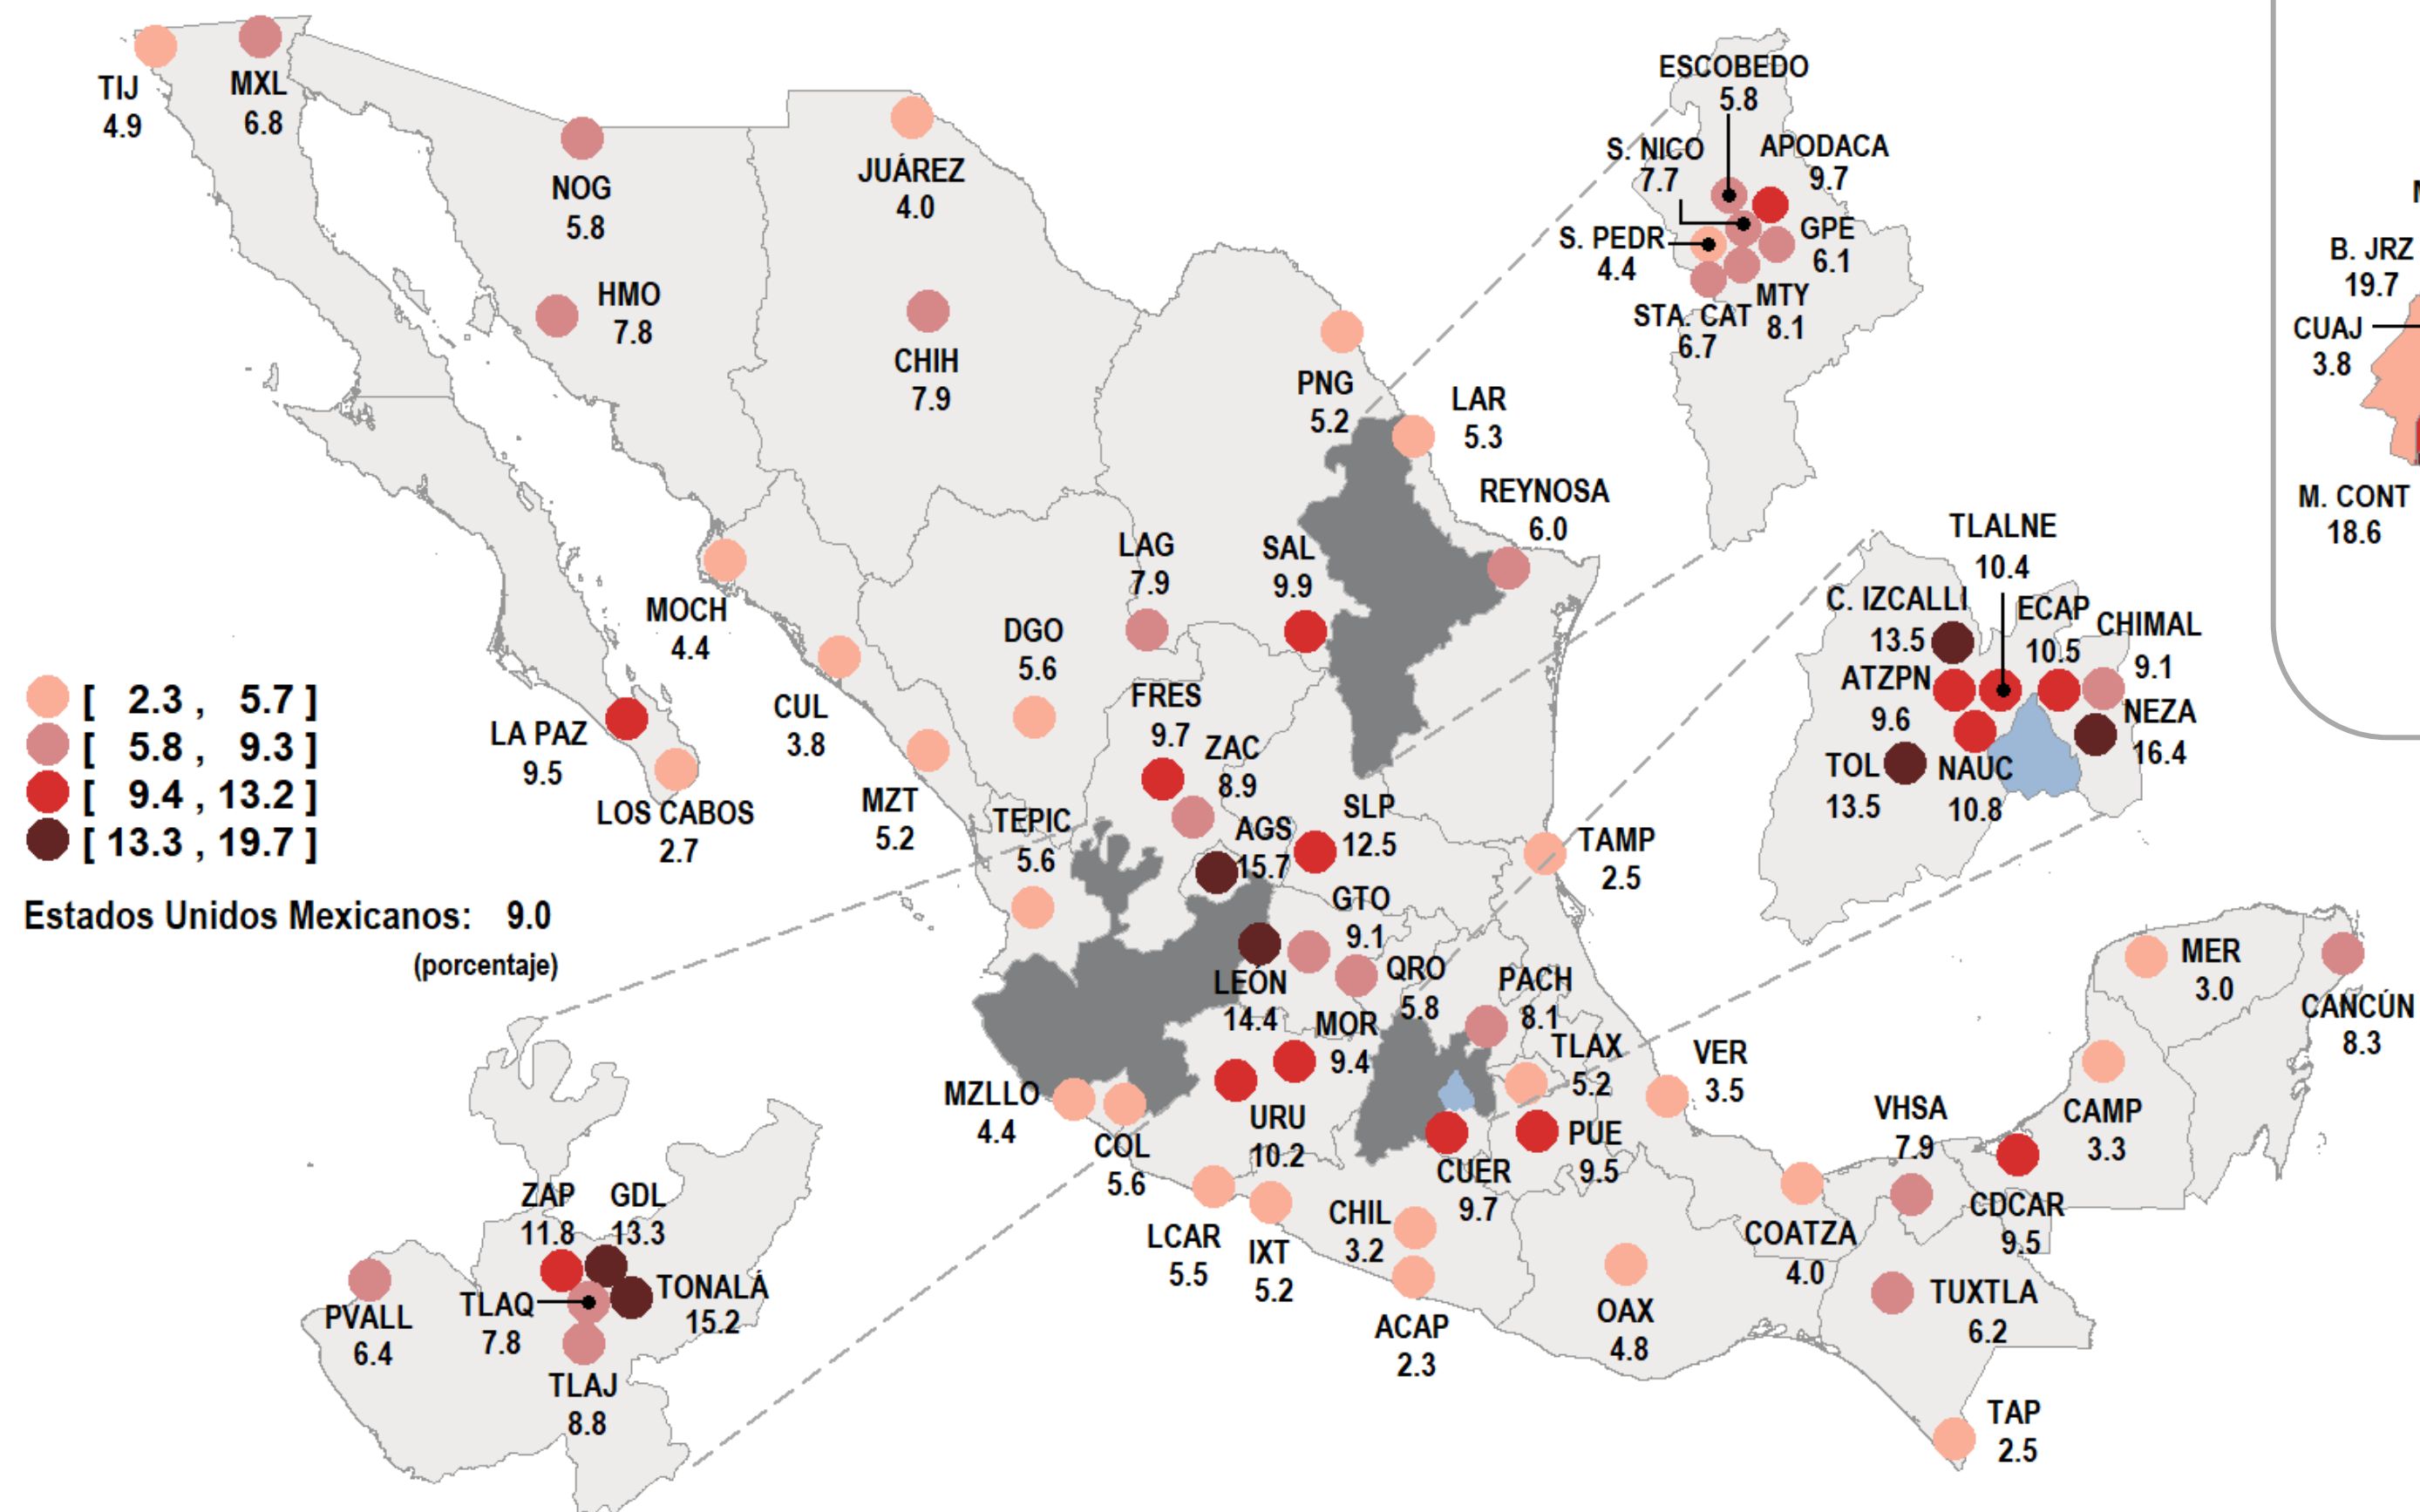 TIJ
4.9
MXL
6.8
NOG
5.8
HMO
7.8
JUÁREZ
4.0
CHIH
7.9
PNG
5.2
LAR
5.3
REYNOSA
6.0
ESCOBEDO
5.8
S. NICO
7.7
APODACA
9.7
S. PEDR
4.4
GPE
6.1
MTY
8.1
STA. CAT
6.7
B. JRZ
19.7
CUAJ
3.8
M. CONT
18.6
MOCH
4.4
CUL
3.8
LA PAZ
9.5
LOS CABOS
2.7
MZT
5.2
DGO
5.6
LAG
7.9
SAL
9.9
FRES
9.7
ZAC
8.9
TEPIC
5.6
AGS
15.7
SLP
12.5
TAMP
2.5
GTO
9.1
LEÓN
14.4
QRO
5.8
PACH
8.1
MOR
9.4
TLAX
5.2
VER
3.5
MZLLO
4.4
COL
5.6
URU
10.2
CUER
9.7
PUE
9.5
LCAR
5.5
IXT
5.2
CHIL
3.2
ACAP
2.3
OAX
4.8
COATZA
4.0
VHSA
7.9
CDCAR
9.5
TUXTLA
6.2
TAP
2.5
CAMP
3.3
MER
3.0
CANCÚN
8.3
TLALNE
10.4
C. IZCALLI
13.5
ECAP
10.5
CHIMAL
9.1
ATZPN
9.6
NEZA
16.4
TOL
13.5
NAUC
10.8
[ 2.3 , 5.7 ]
[ 5.8 , 9.3 ]
[ 9.4 , 13.2 ]
[ 13.3 , 19.7 ]
Estados Unidos Mexicanos: 9.0
(porcentaje)
ZAP
11.8
GDL
13.3
TONALÁ
15.2
TLAQ
7.8
PVALL
6.4
TLAJ
8.8